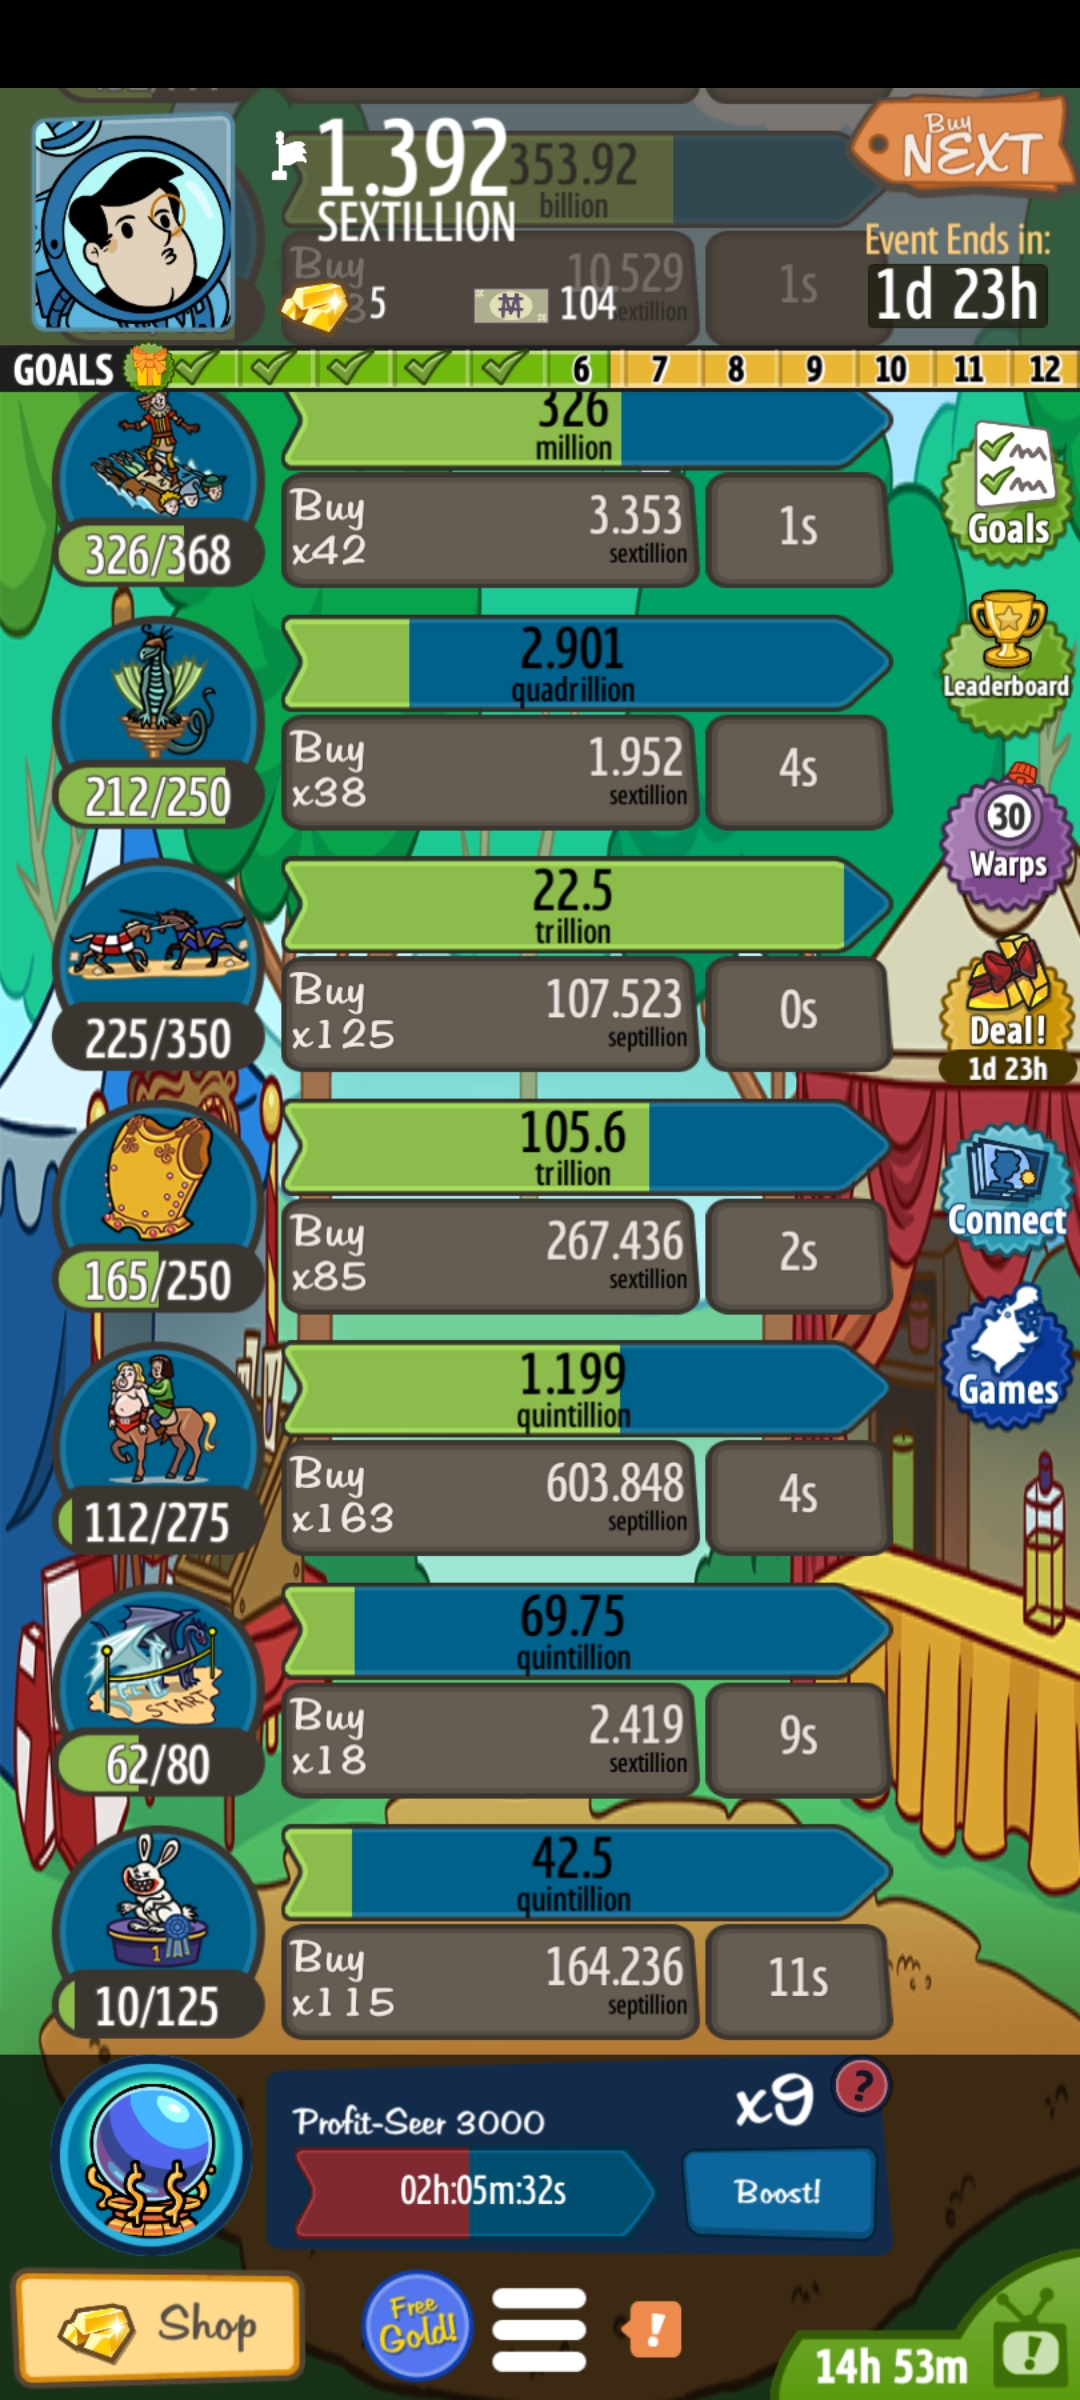 1.392
SEXTILLION
353.92
billion
Buy
NEXT
Event Ends in:
1d 23h
Buy
10.529
sextillion
1s
5
104
GOALS 6 7 8 9 10 11 12
326
million
326/368
Buy
x42
3.353
sextillion
1s
Goals
2.901
quadrillion
212/250
Buy
x38
1.952
sextillion
4s
Leaderboard
30
Warps
22.5
trillion
225/350
Buy
x125
107.523
septillion
0s
Deal!
1d 23h
105.6
trillion
165/250
Buy
x85
267.436
sextillion
2s
Connect
1.199
quintillion
112/275
Buy
x163
603.848
septillion
4s
Games
69.75
quintillion
START
62/80
Buy
x18
2.419
sextillion
9s
42.5
quintillion
1
10/125
Buy
x115
164.236
septillion
11s
Profit-Seer 3000
x9
?
02h:05m:32s
Boost!
Shop
Free
Gold!
!
14h 53m
!